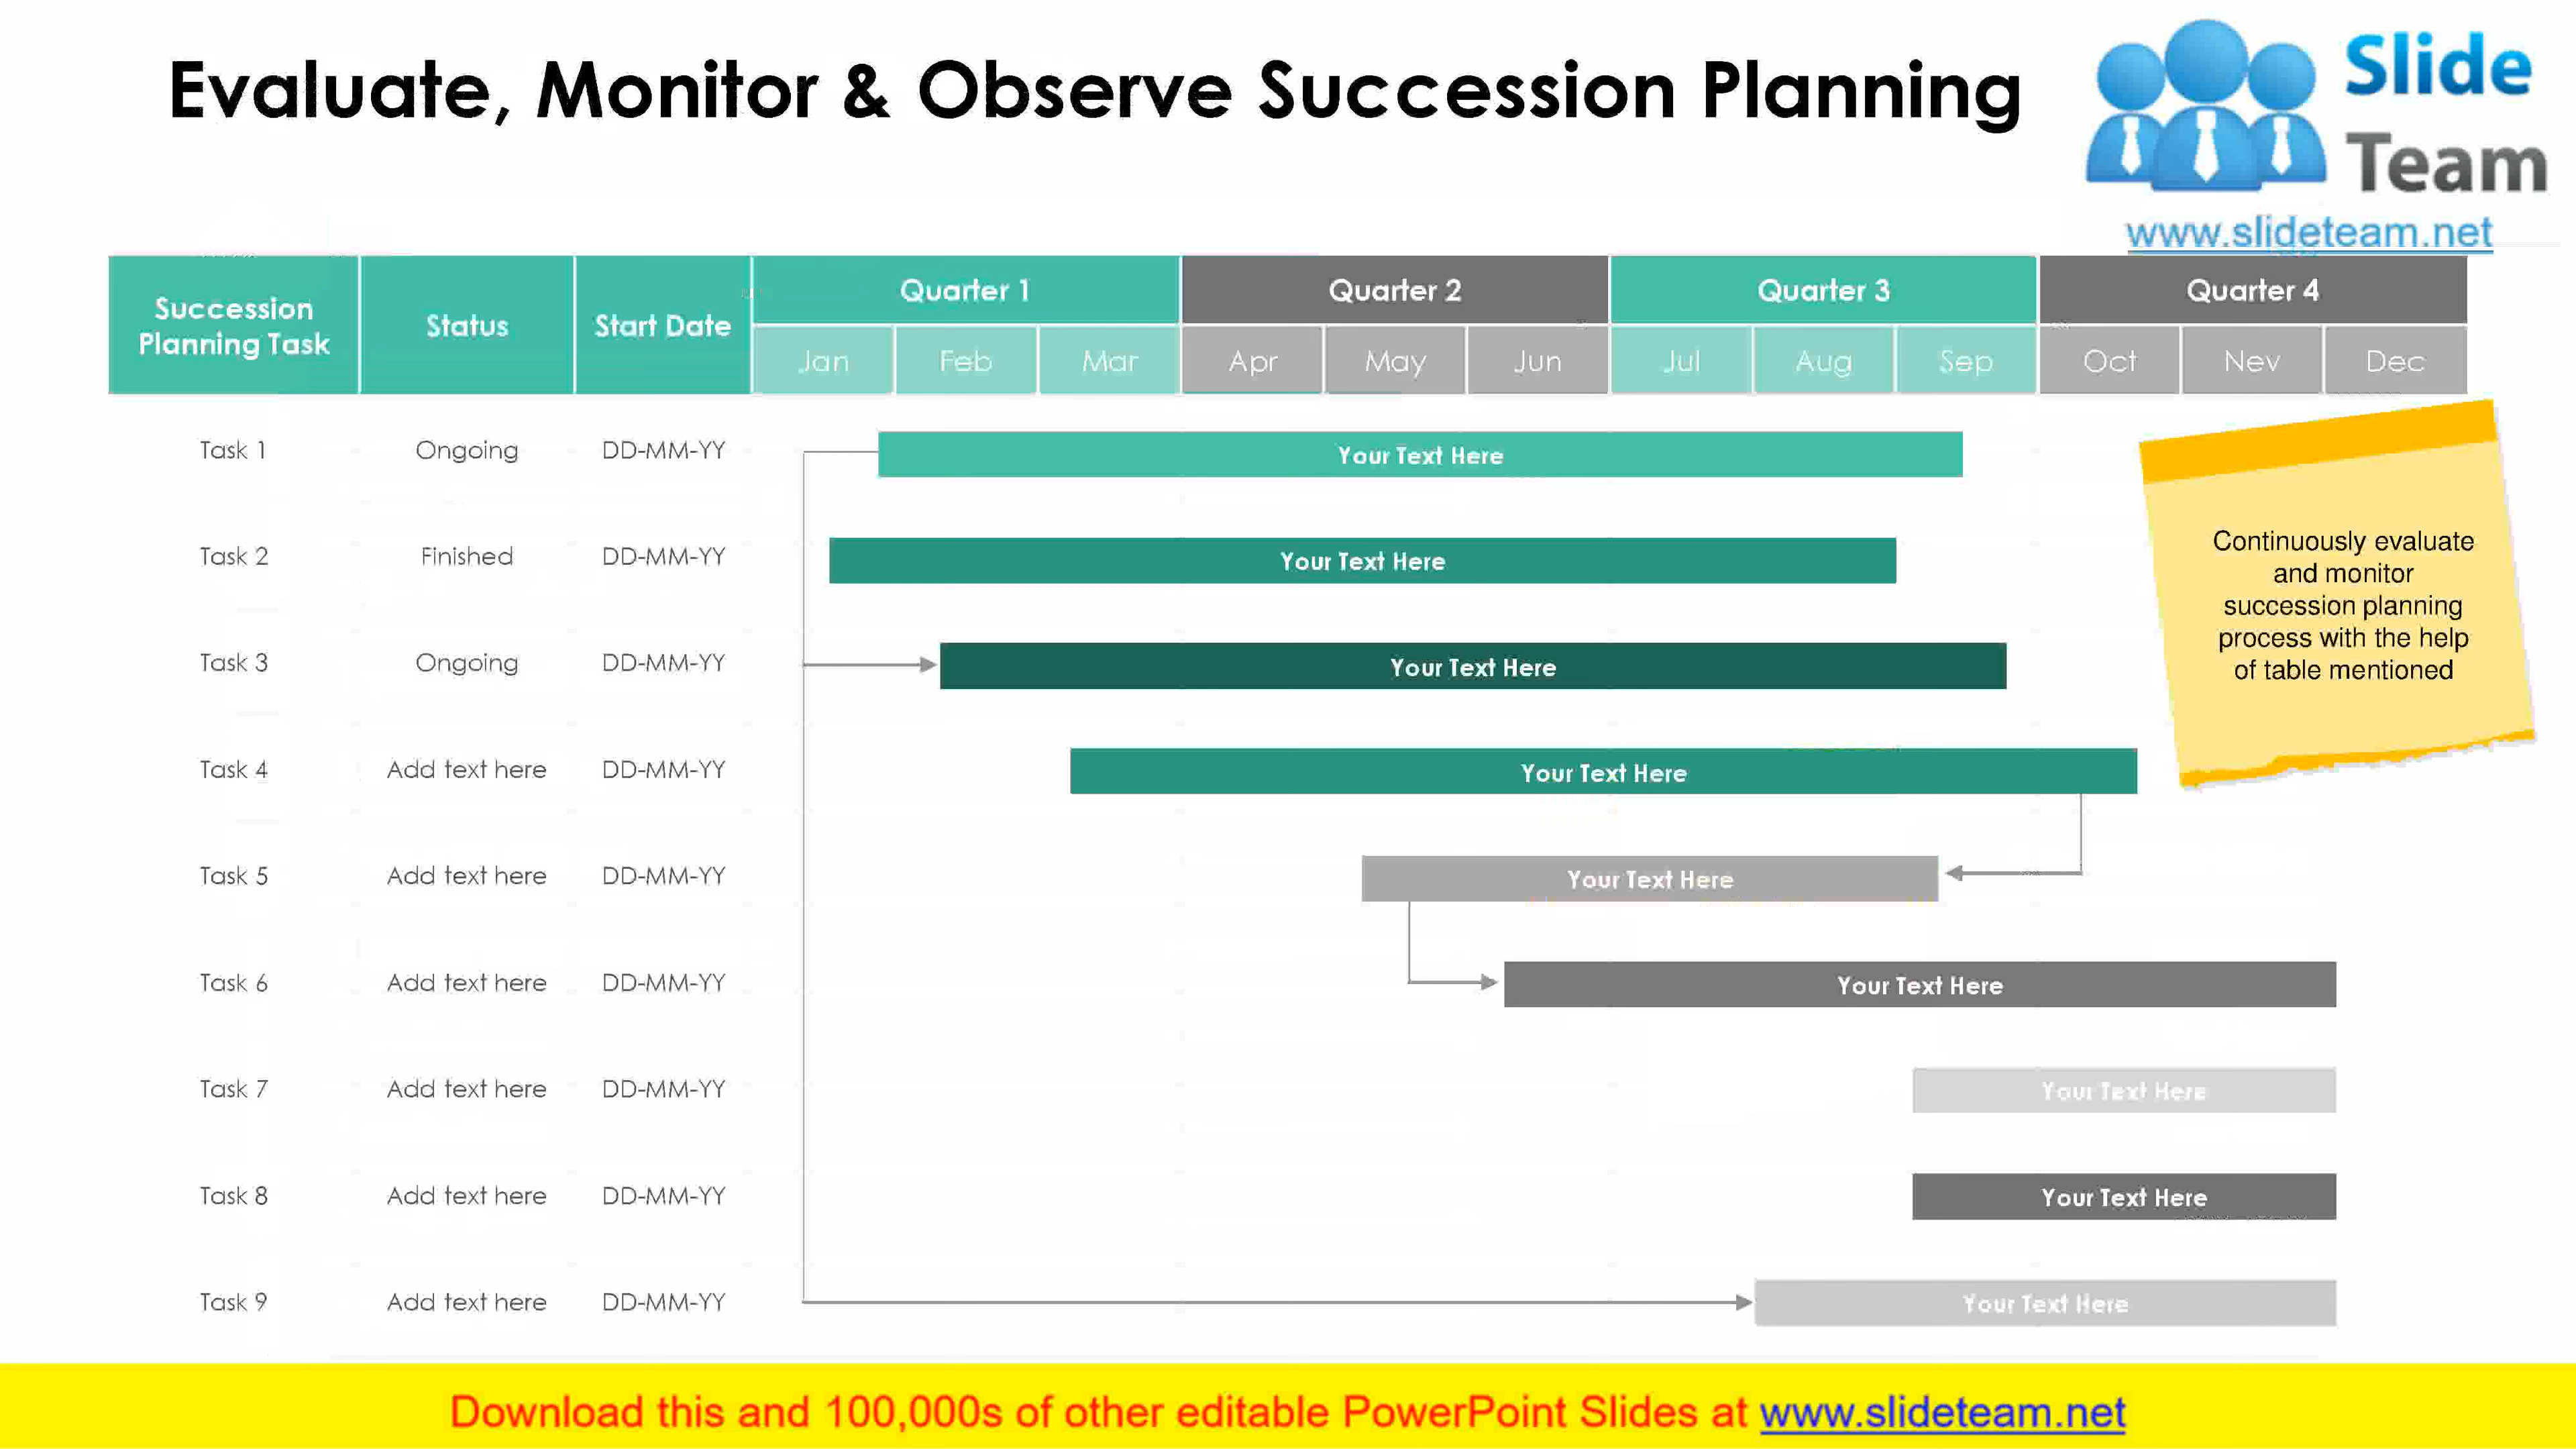 Evaluate, Monitor & Observe Succession Planning
Slide
Team
www.slideteam.net
Succession
Planning Task
Status
Start Date
Quarter 1
Quarter 2
Quarter 3
Quarter 4
Jan
Feb
Mar
Apr
May
Jun
Jul
Aug
Sep
Oct
Nev
Dec
Task 1
Ongoing
DD-MM-YY
Your Text Here
Task 2
Finished
DD-MM-YY
Your Text Here
Task 3
Ongoing
DD-MM-YY
Your Text Here
Task 4
Add text here
DD-MM-YY
Your Text Here
Task 5
Add text here
DD-MM-YY
Your Text Here
Task 6
Add text here
DD-MM-YY
Your Text Here
Task 7
Add text here
DD-MM-YY
Your Text Here
Task 8
Add text here
DD-MM-YY
Your Text Here
Task 9
Add text here
DD-MM-YY
Your Text Here
Continuously evaluate
and monitor
succession planning
process with the help
of table mentioned
Download this and 100,000s of other editable PowerPoint Slides at www.slideteam.net